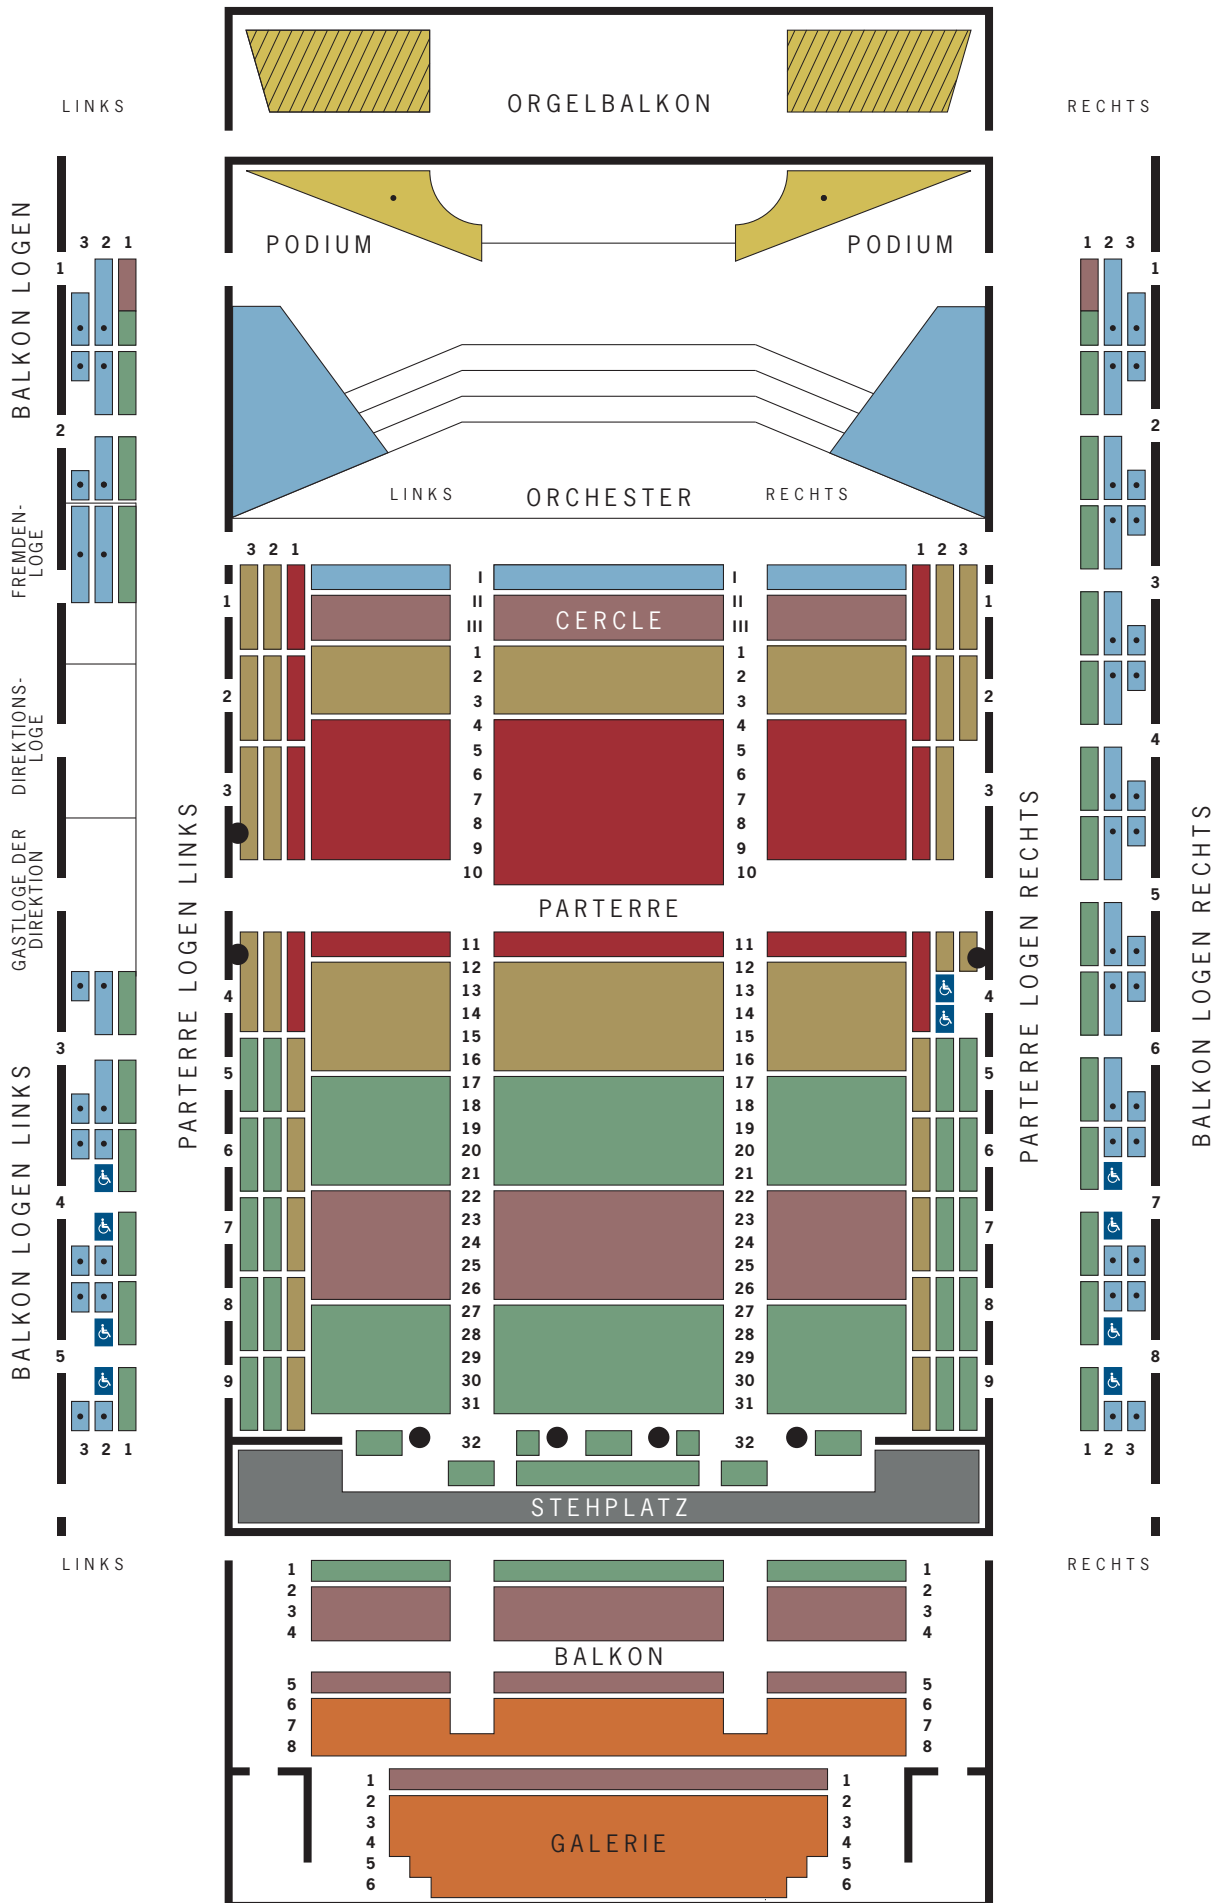 LINKS
ORGELBALKON
RECHTS
PODIUM
PODIUM
BALKON LOGEN
3 2 1
1
2
FREMDEN-
LOGE
DIREKTIONS-
LOGE
GASTLOGE DER
DIREKTION
BALKON LOGEN LINKS
3
4
5
3 2 1
LINKS
LINKS
ORCHESTER
RECHTS
PARTERRE LOGEN LINKS
3 2 1
1
2
3
4
5
6
7
8
9
I I
II II
CERCLE
III III
1 1
2 2
3 3
4 4
5 5
6 6
7 7
8 8
9 9
10 10
PARTERRE
11 11
12 12
13 13
14 14
15 15
16 16
17 17
18 18
19 19
20 20
21 21
22 22
23 23
24 24
25 25
26 26
27 27
28 28
29 29
30 30
31 31
32 32
STEHPLATZ
1 2 3
1
2
3
4
5
6
7
8
9
PARTERRE LOGEN RECHTS
1 2 3
1
2
3
4
5
6
7
8
1 2 3
BALKON LOGEN RECHTS
RECHTS
1 1
2 2
3 3
4 4
BALKON
5 5
6 6
7 7
8 8
1 1
2 2
3 3
4 4
GALERIE
5 5
6 6